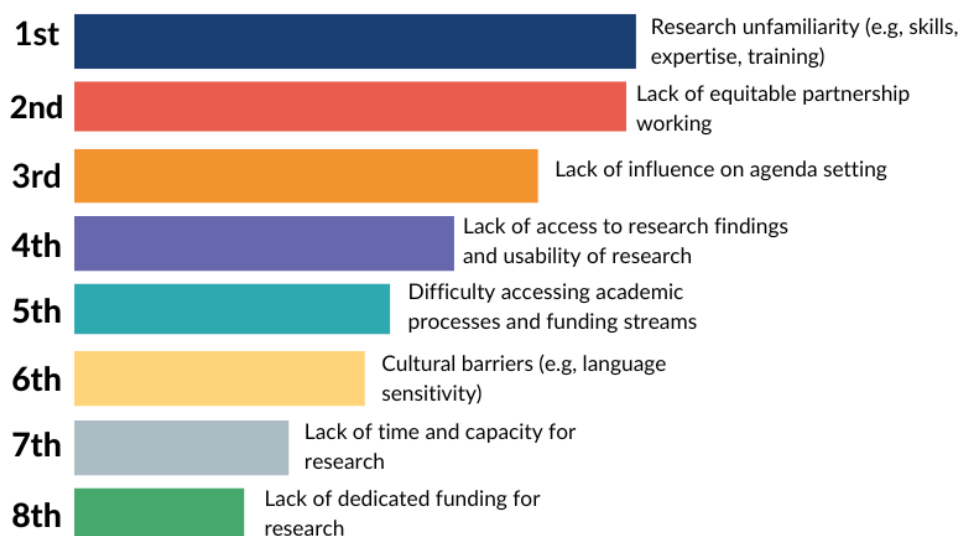 1st
Research unfamiliarity (e.g, skills,
expertise, training)
2nd
Lack of equitable partnership
working
3rd
Lack of influence on agenda setting
4th
Lack of access to research findings
and usability of research
5th
Difficulty accessing academic
processes and funding streams
6th
Cultural barriers (e.g, language
sensitivity)
7th
Lack of time and capacity for
research
8th
Lack of dedicated funding for
research